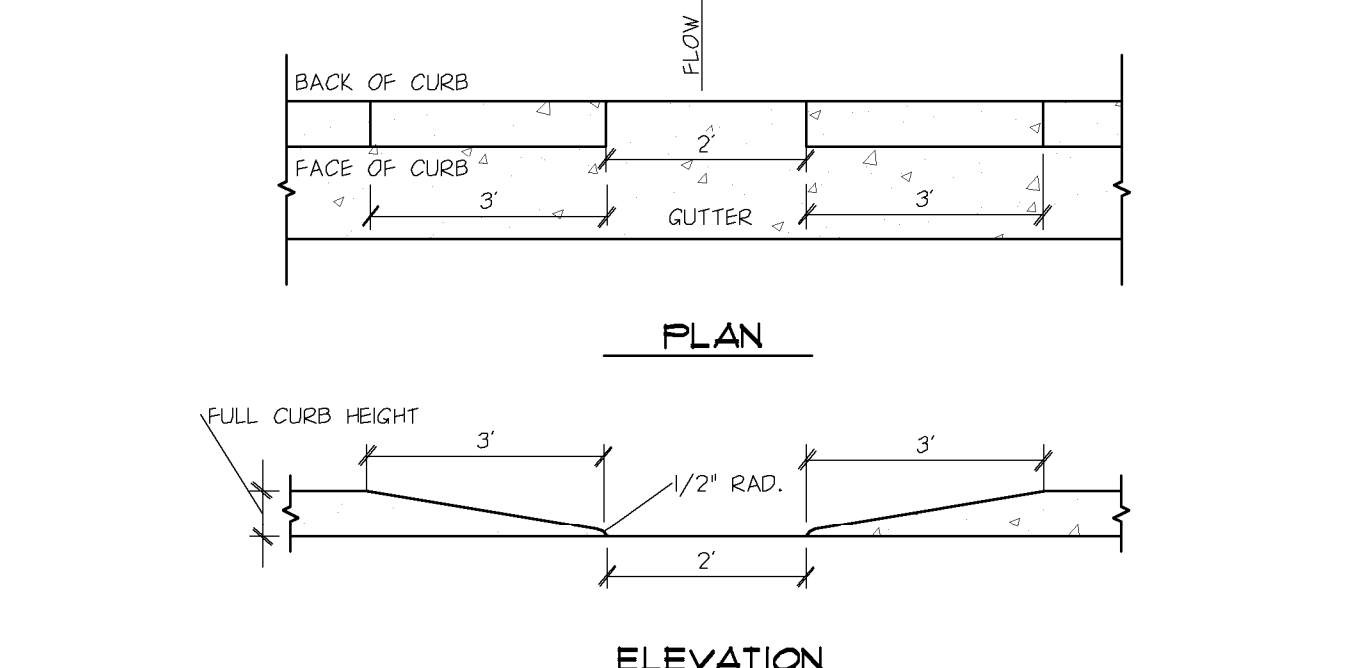 FLOW
BACK OF CURB
2'
FACE OF CURB
3'
3'
GUTTER
PLAN
FULL CURB HEIGHT
3'
3'
1/2" RAD.
2'
ELEVATION